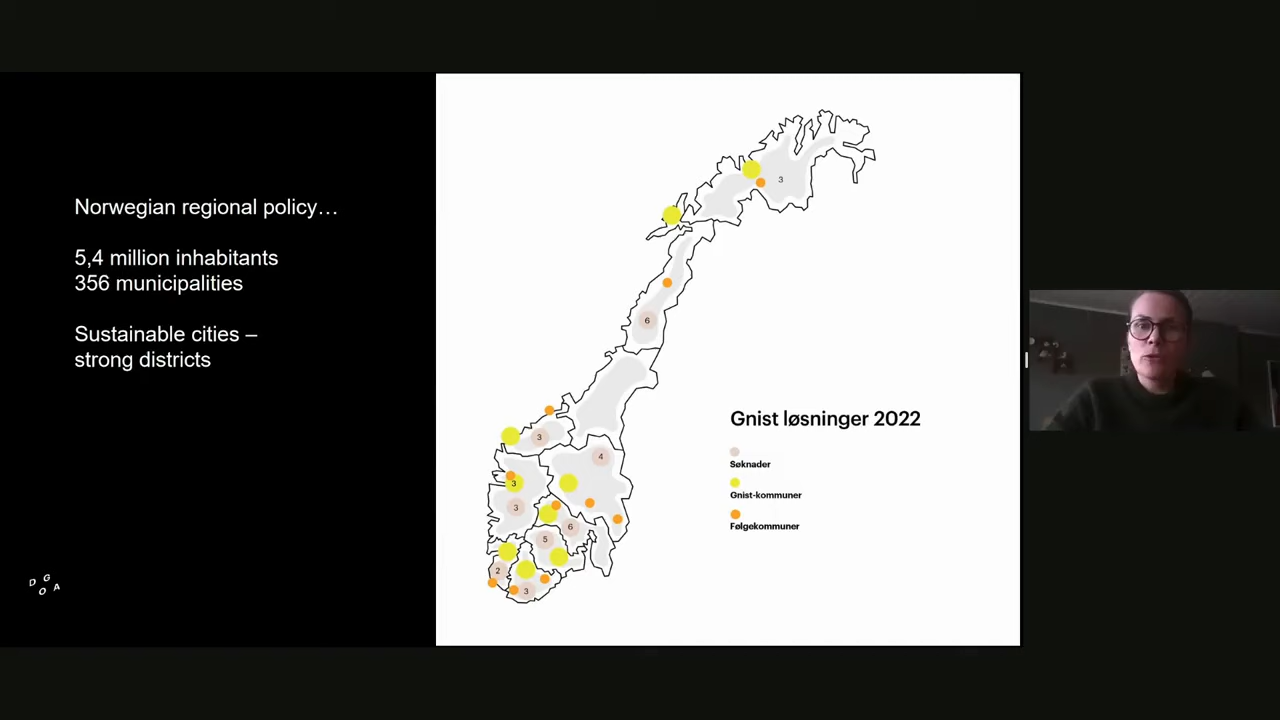 Norwegian regional policy…
5,4 million inhabitants
356 municipalities
Sustainable cities –
strong districts
D G
O A
3
6
3
4
3
3
6
5
2
3
Gnist løsninger 2022
Søknader
Gnist-kommuner
Følgekommuner